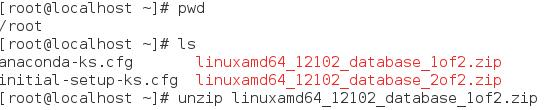 [root@localhost ~]# pwd
/root
[root@localhost ~]# ls
anaconda-ks.cfg linuxamd64_12102_database_1of2.zip
initial-setup-ks.cfg linuxamd64_12102_database_2of2.zip
[root@localhost ~]# unzip linuxamd64_12102_database_1of2.zip